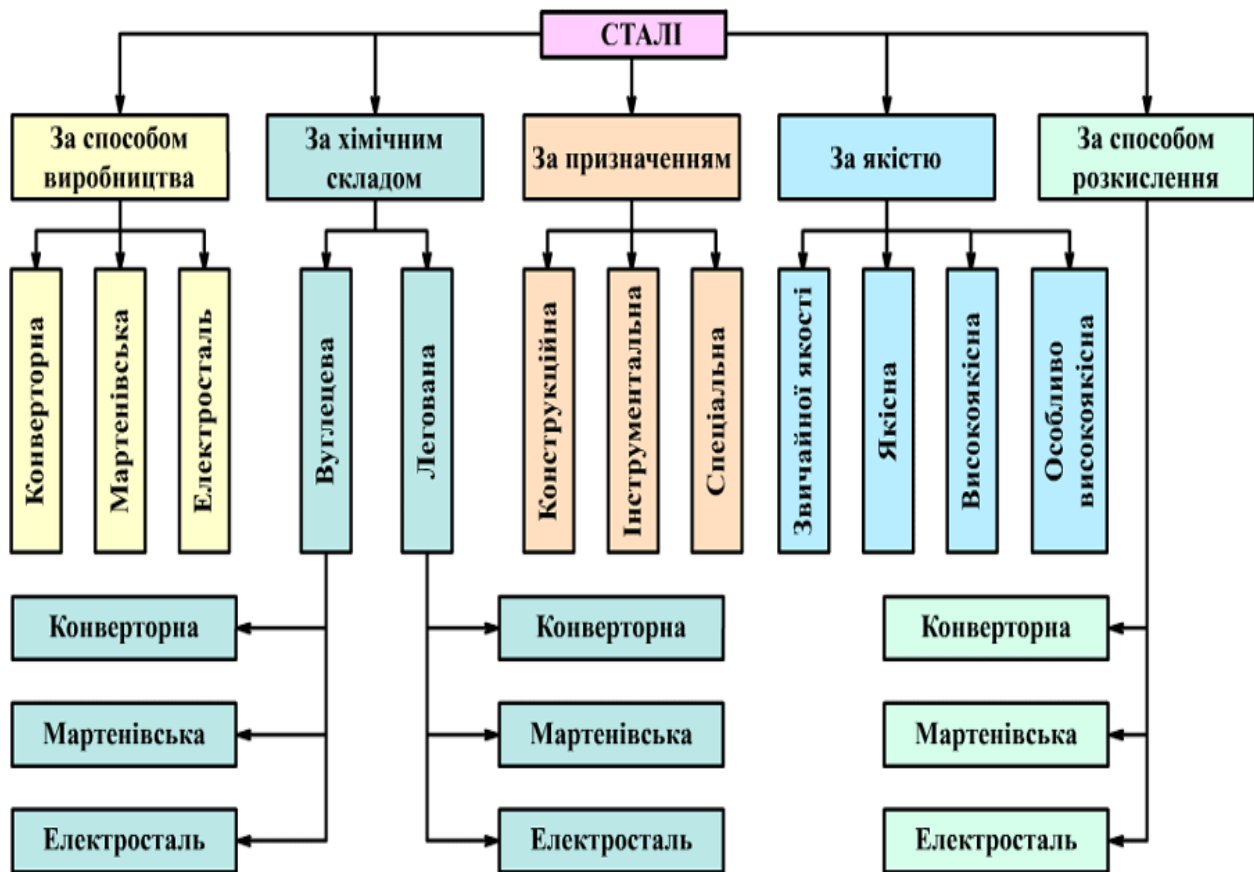 СТАЛІ
За способом
виробництва
За хімічним
складом
За призначенням
За якістю
За способом
розкислення
Конверторна
Мартенівська
Електросталь
Вуглецева
Легована
Конструкційна
Інструментальна
Спеціальна
Звичайної якості
Якісна
Високоякісна
Особливо
високоякісна
Конверторна
Конверторна
Конверторна
Мартенівська
Мартенівська
Мартенівська
Електросталь
Електросталь
Електросталь